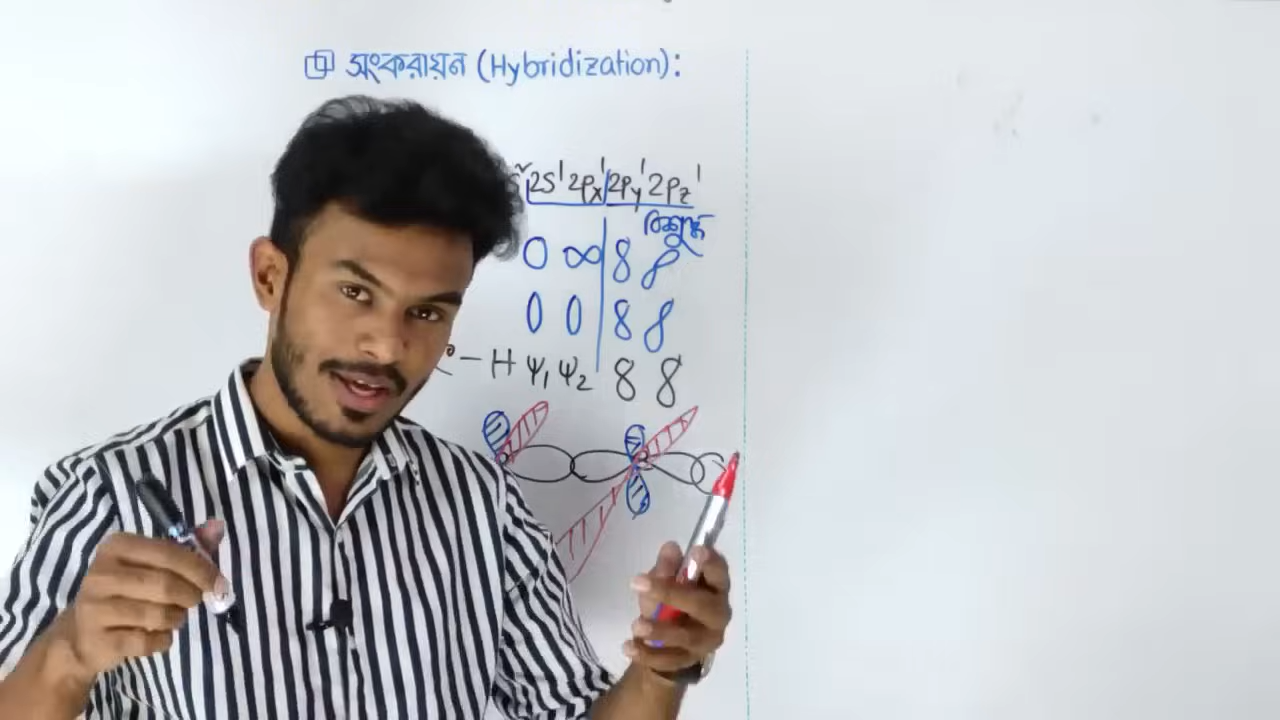 সংকরায়ন (Hybridization):
2S¹ 2Px¹ 2Py¹ 2Pz¹
বিশুদ্ধ
- H Ψ₁ Ψ₂